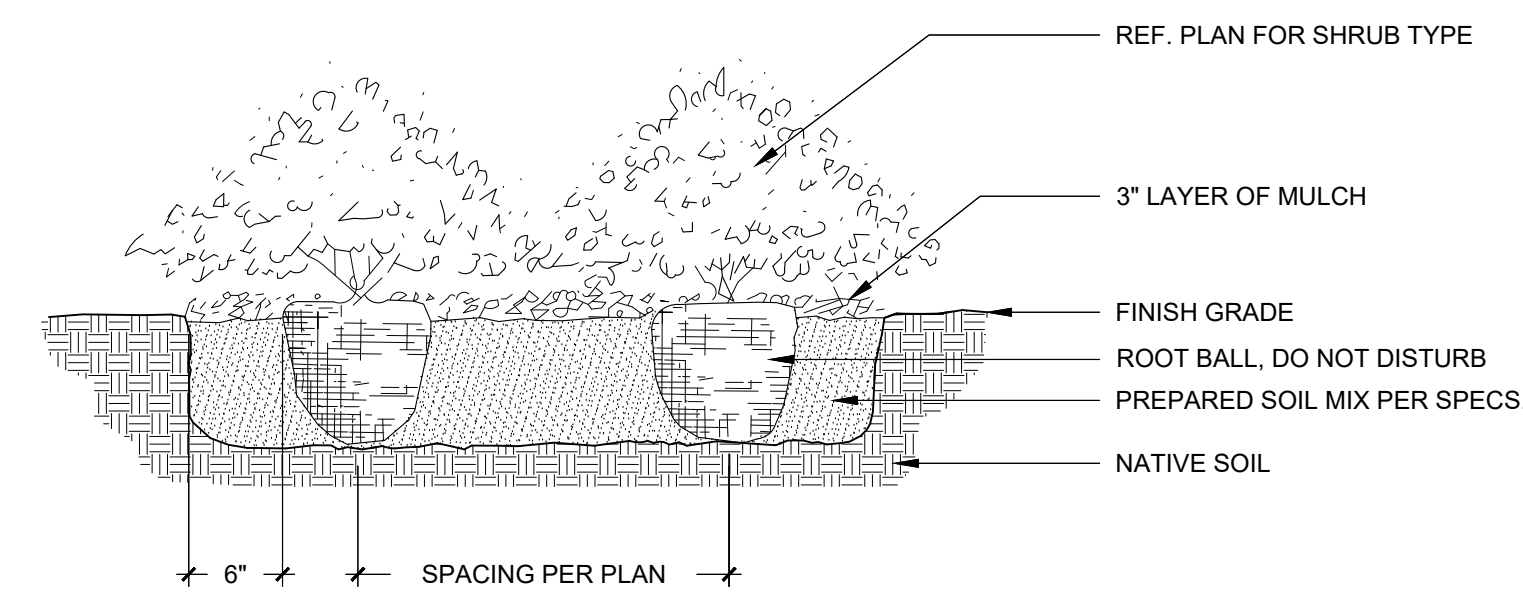 REF. PLAN FOR SHRUB TYPE
3" LAYER OF MULCH
FINISH GRADE
ROOT BALL, DO NOT DISTURB
PREPARED SOIL MIX PER SPECS
NATIVE SOIL
6"
SPACING PER PLAN